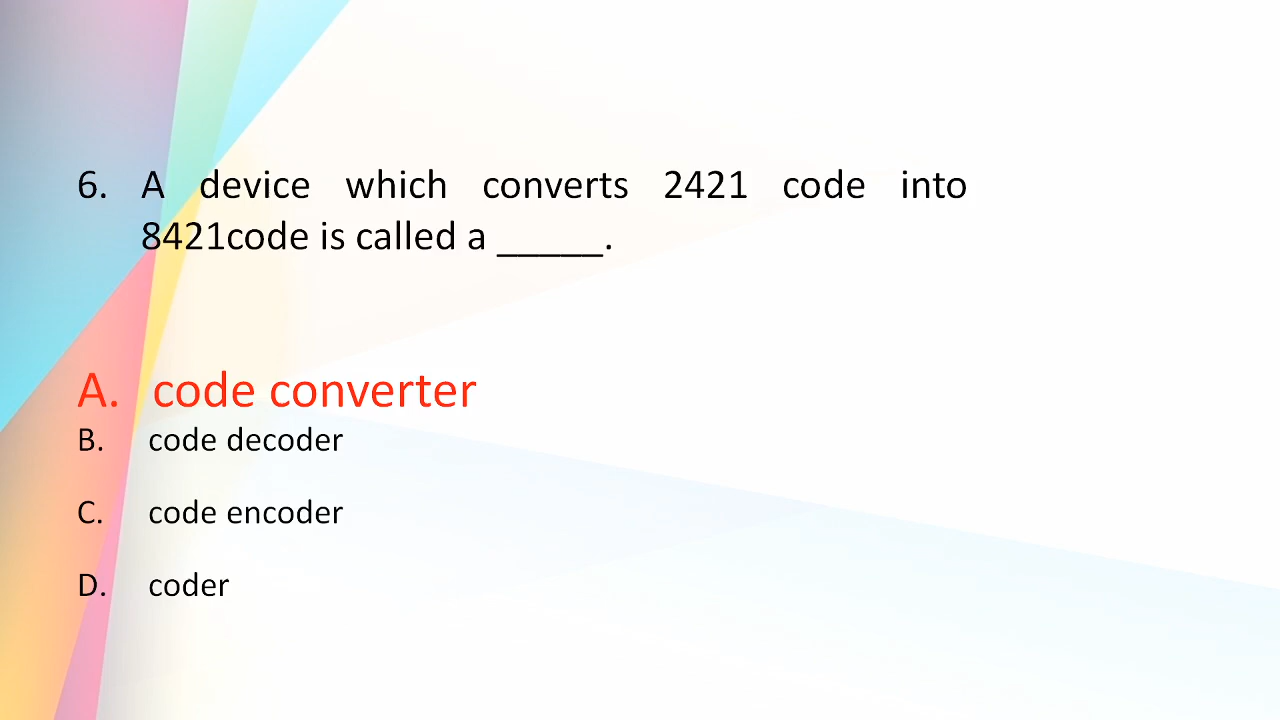 6. A device which converts 2421 code into
8421code is called a _____.
A. code converter
B. code decoder
C. code encoder
D. coder